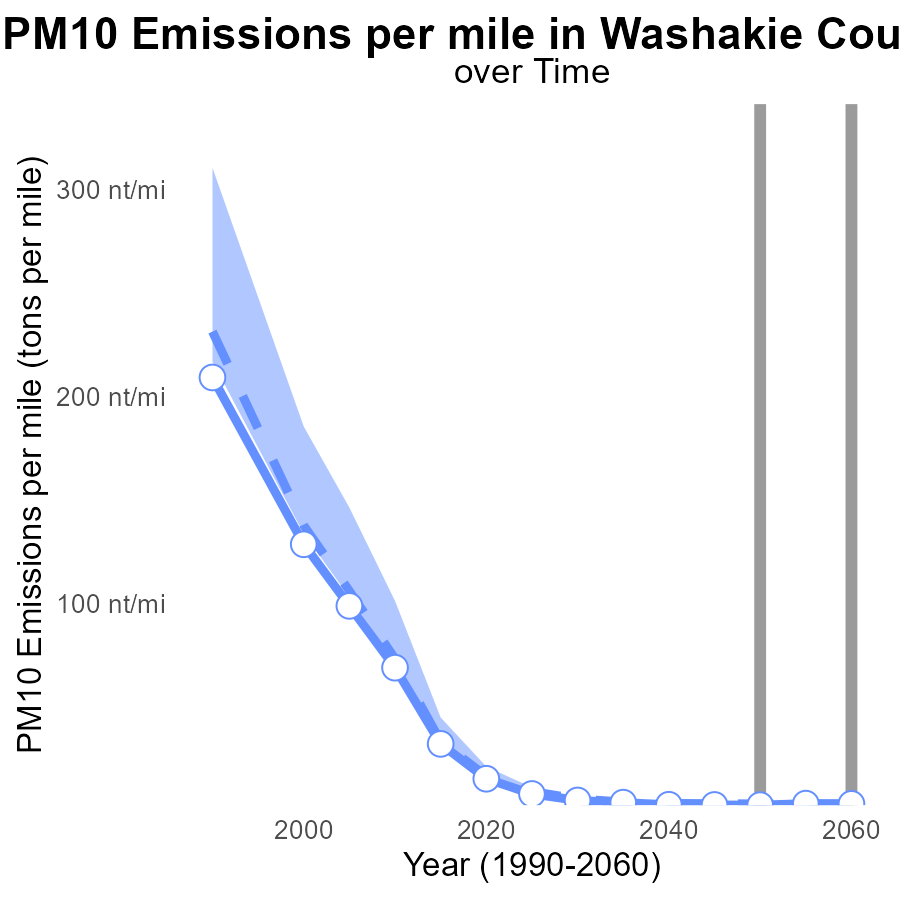 PM10 Emissions per mile in Washakie Cou
over Time
PM10 Emissions per mile (tons per mile)
300 nt/mi
200 nt/mi
100 nt/mi
2000
2020
2040
2060
Year (1990-2060)